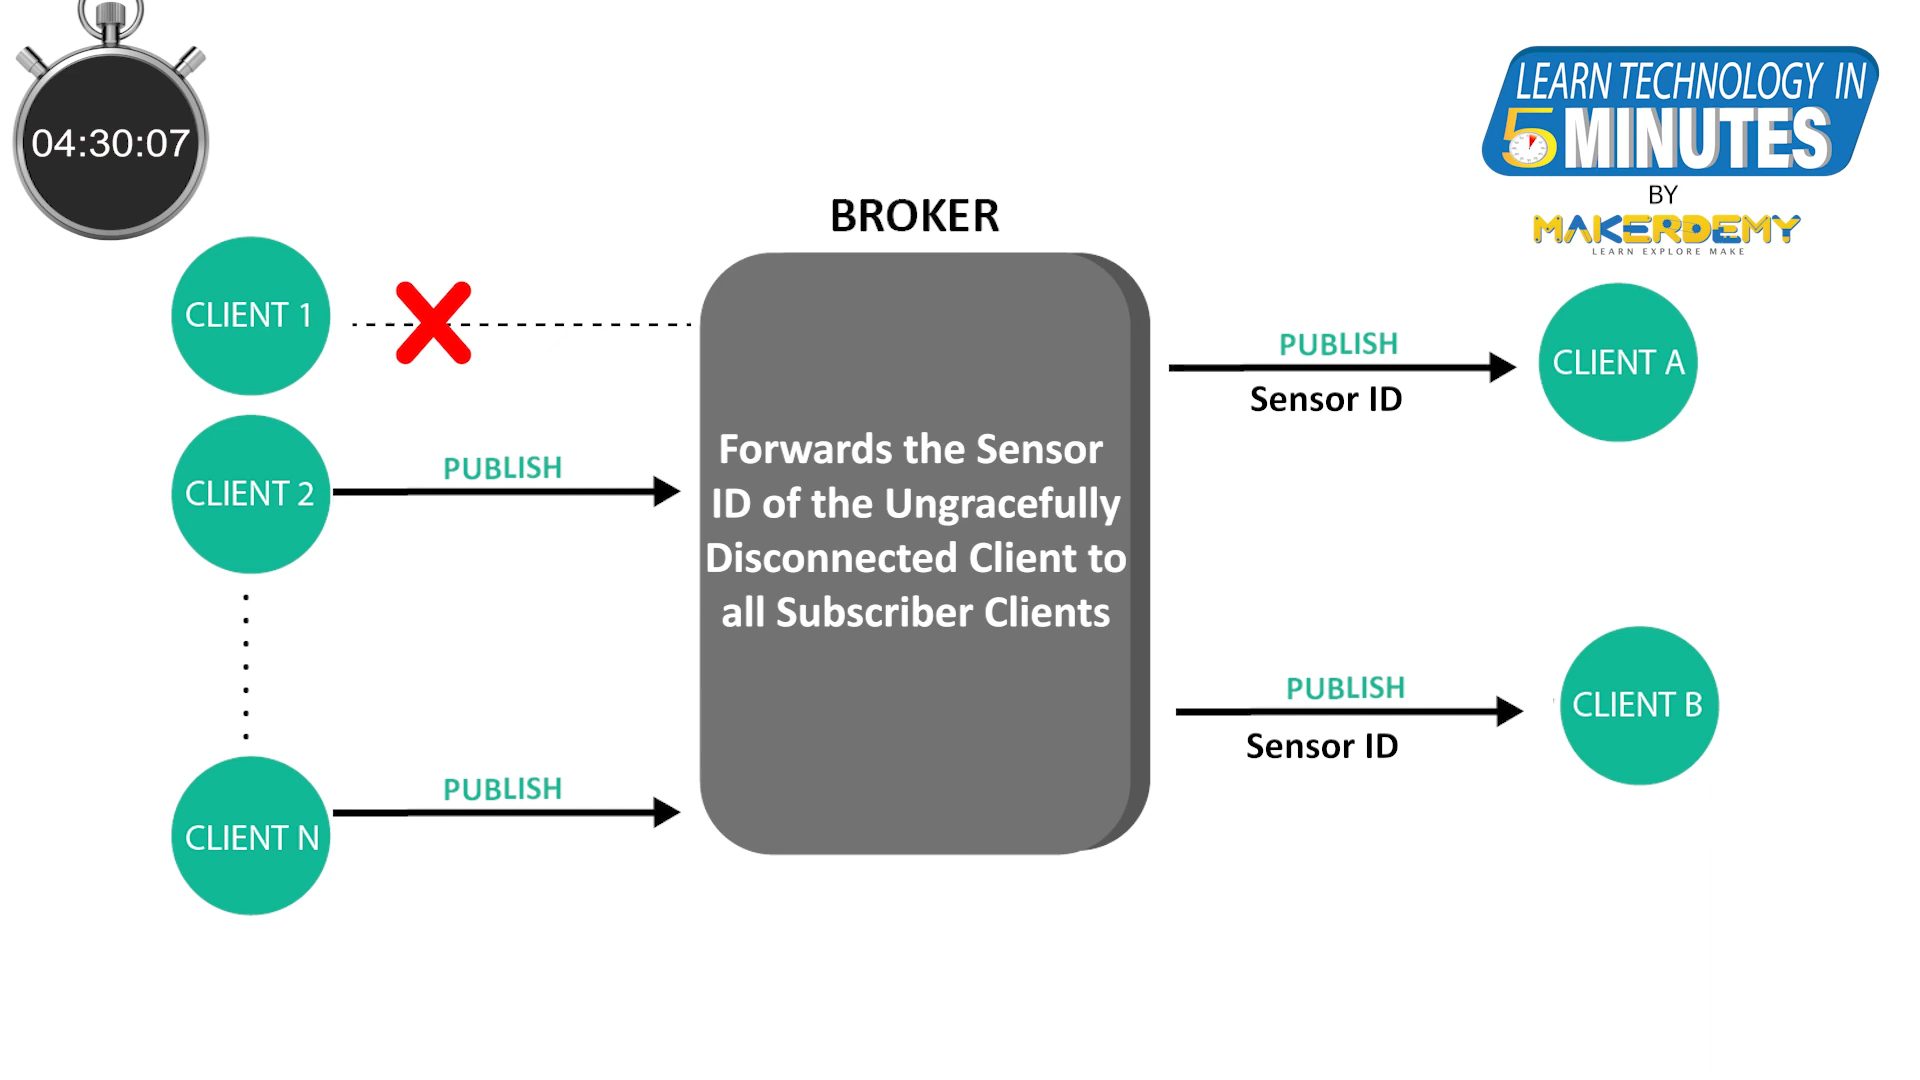 04:30:07
LEARN TECHNOLOGY IN
5 MINUTES
BY
MAKERDEMY
LEARN EXPLORE MAKE
BROKER
CLIENT 1
CLIENT 2
PUBLISH
CLIENT N
PUBLISH
Forwards the Sensor
ID of the Ungracefully
Disconnected Client to
all Subscriber Clients
PUBLISH
Sensor ID
CLIENT A
PUBLISH
Sensor ID
CLIENT B